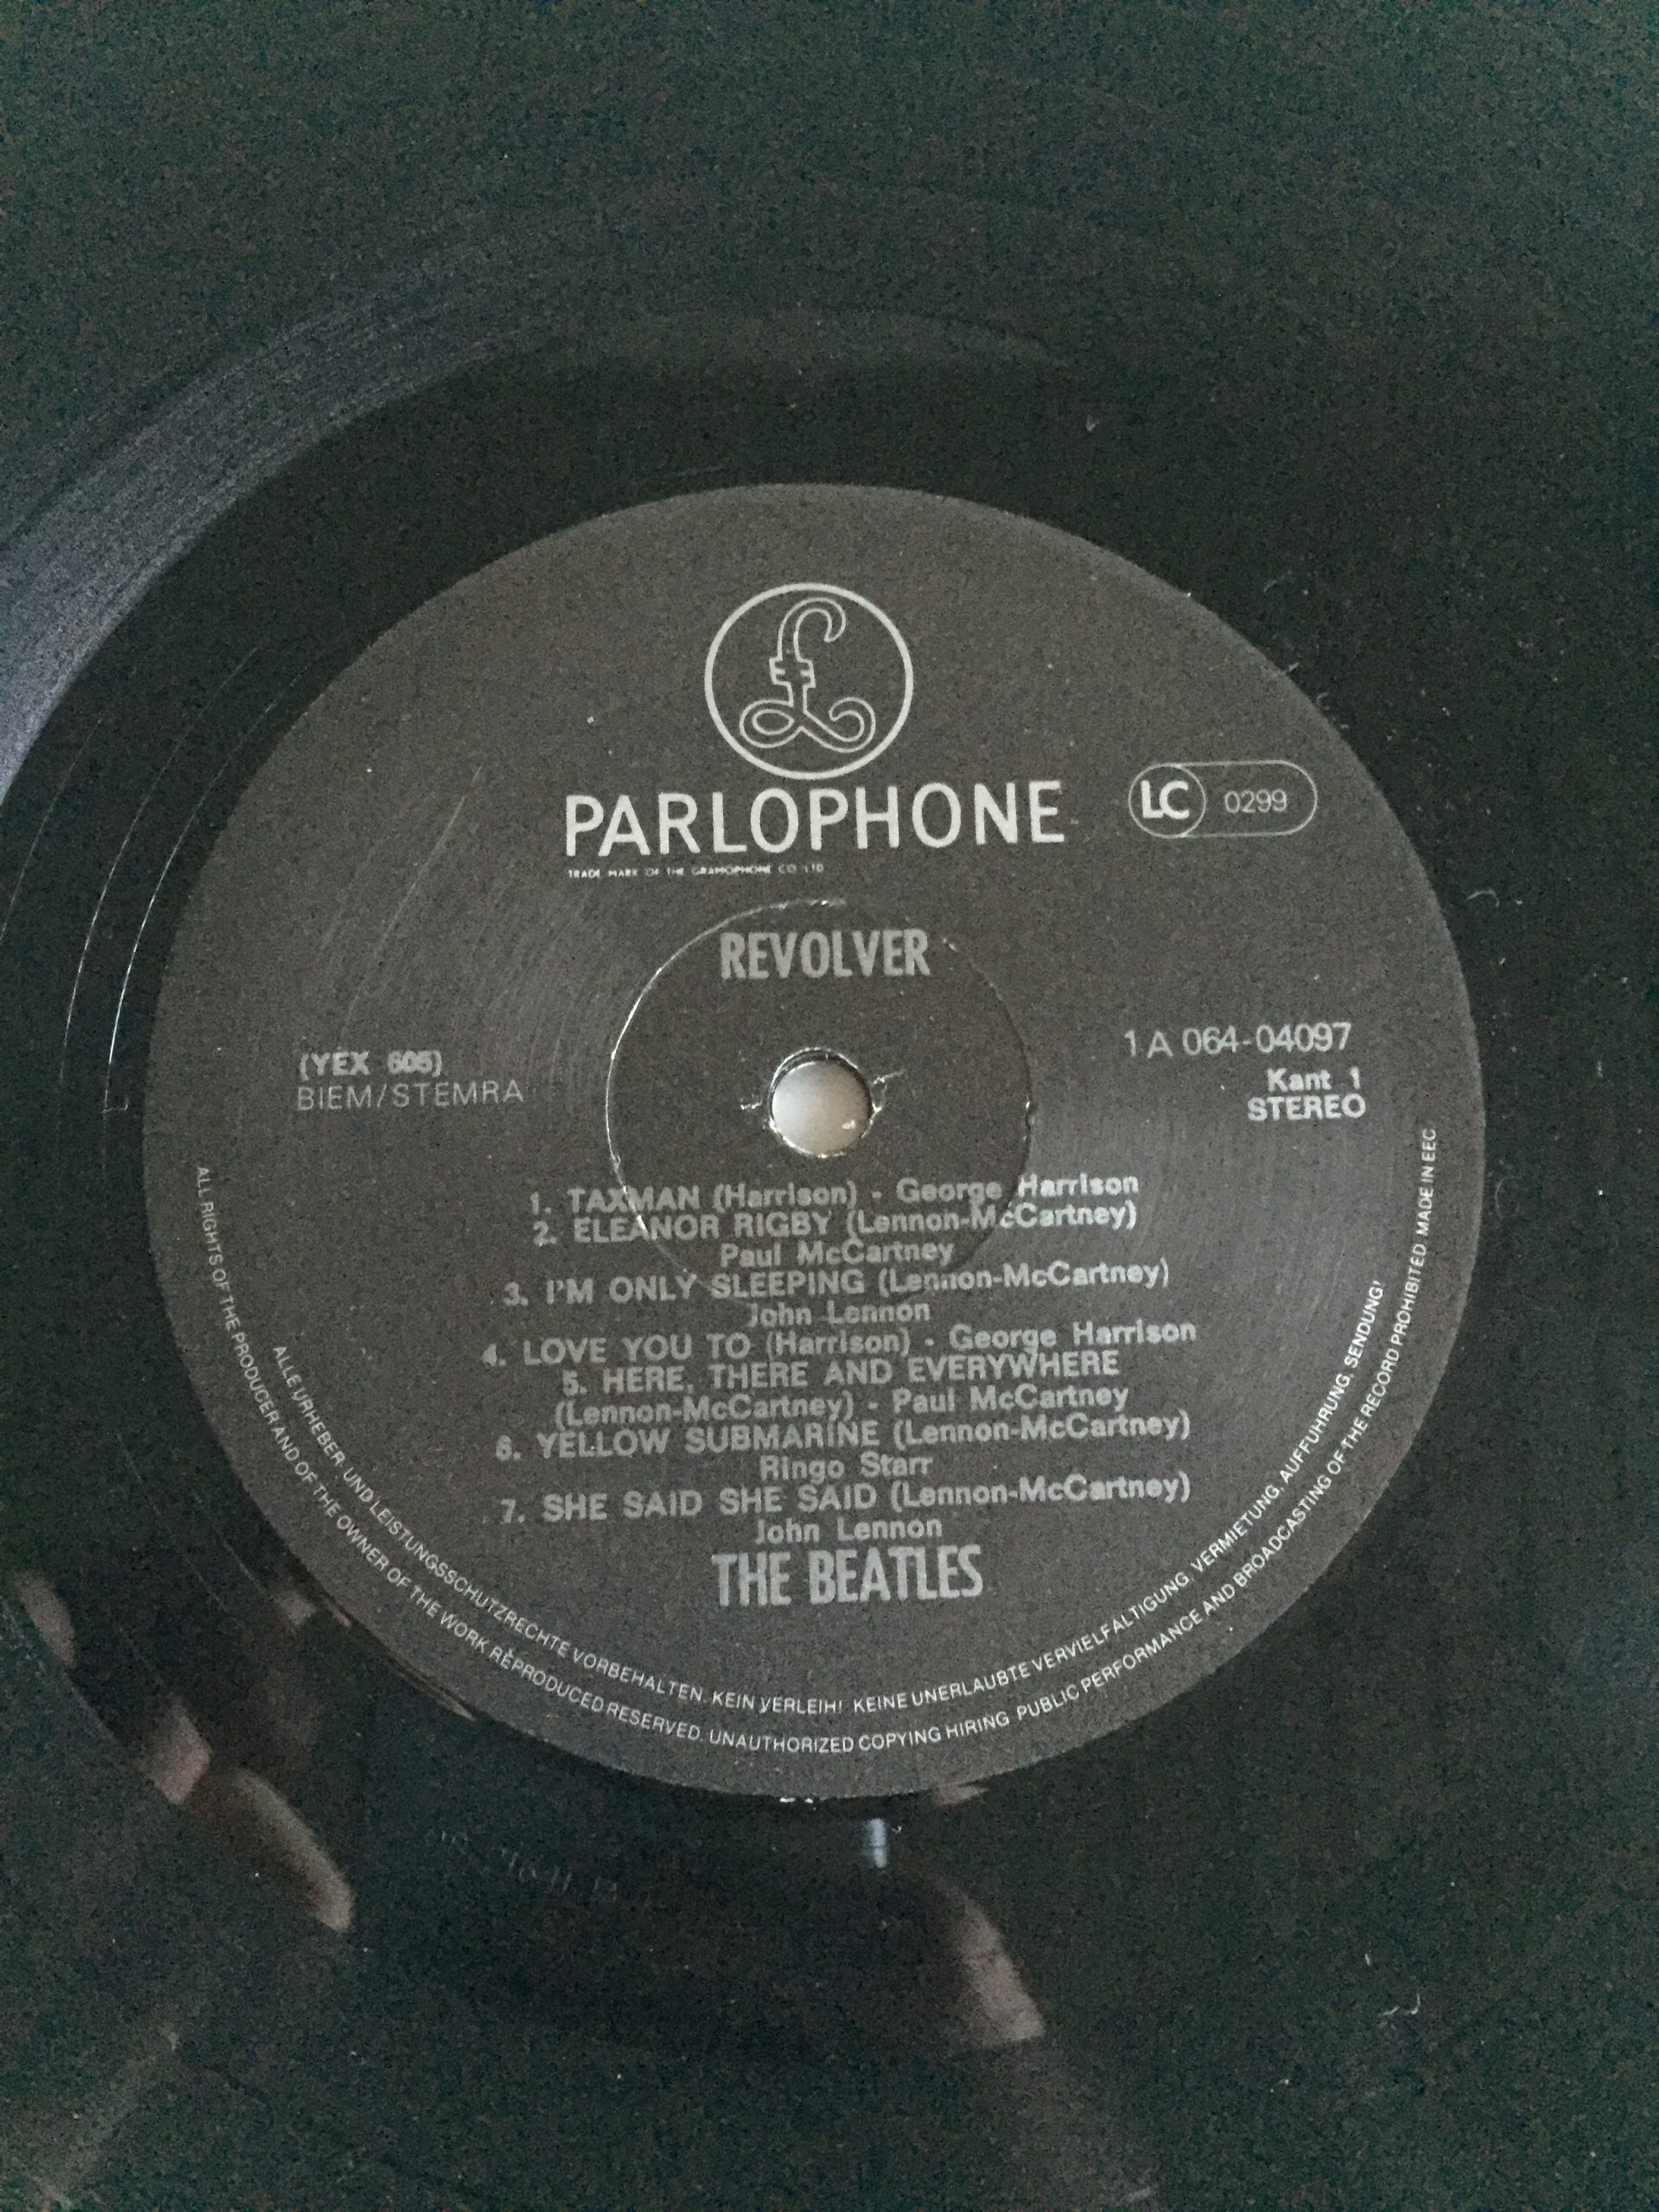 £
PARLOPHONE
TRADE MARK OF THE GRAMOPHONE CO. LTD
LC 0299
REVOLVER
(YEX 605)
BIEM/STEMRA
1A 064-04097
Kant 1
STEREO
1. TAXMAN (Harrison) - George Harrison
2. ELEANOR RIGBY (Lennon-McCartney)
Paul McCartney
3. I'M ONLY SLEEPING (Lennon-McCartney)
John Lennon
4. LOVE YOU TO (Harrison) - George Harrison
5. HERE, THERE AND EVERYWHERE
(Lennon-McCartney) - Paul McCartney
6. YELLOW SUBMARINE (Lennon-McCartney)
Ringo Starr
7. SHE SAID SHE SAID (Lennon-McCartney)
John Lennon
THE BEATLES
ALLE URHEBER- UND LEISTUNGSSCHUTZRECHTE VORBEHALTEN. KEIN VERLEIH! KEINE UNERLAUBTE VERVIELFÄLTIGUNG, VERMIETUNG, AUFFÜHRUNG, SENDUNG!
ALL RIGHTS OF THE PRODUCER AND OF THE OWNER OF THE WORK REPRODUCED RESERVED. UNAUTHORIZED COPYING HIRING PUBLIC PERFORMANCE AND BROADCASTING OF THE RECORD PROHIBITED MADE IN EEC